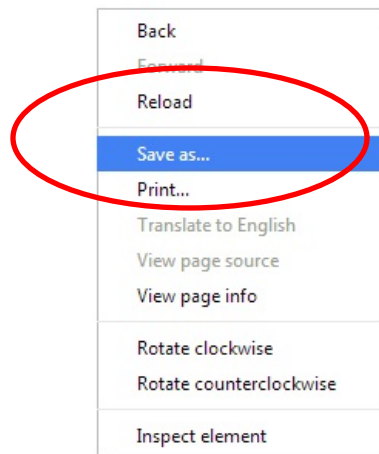 Back
Forward
Reload
Save as...
Print...
Translate to English
View page source
View page info
Rotate clockwise
Rotate counterclockwise
Inspect element